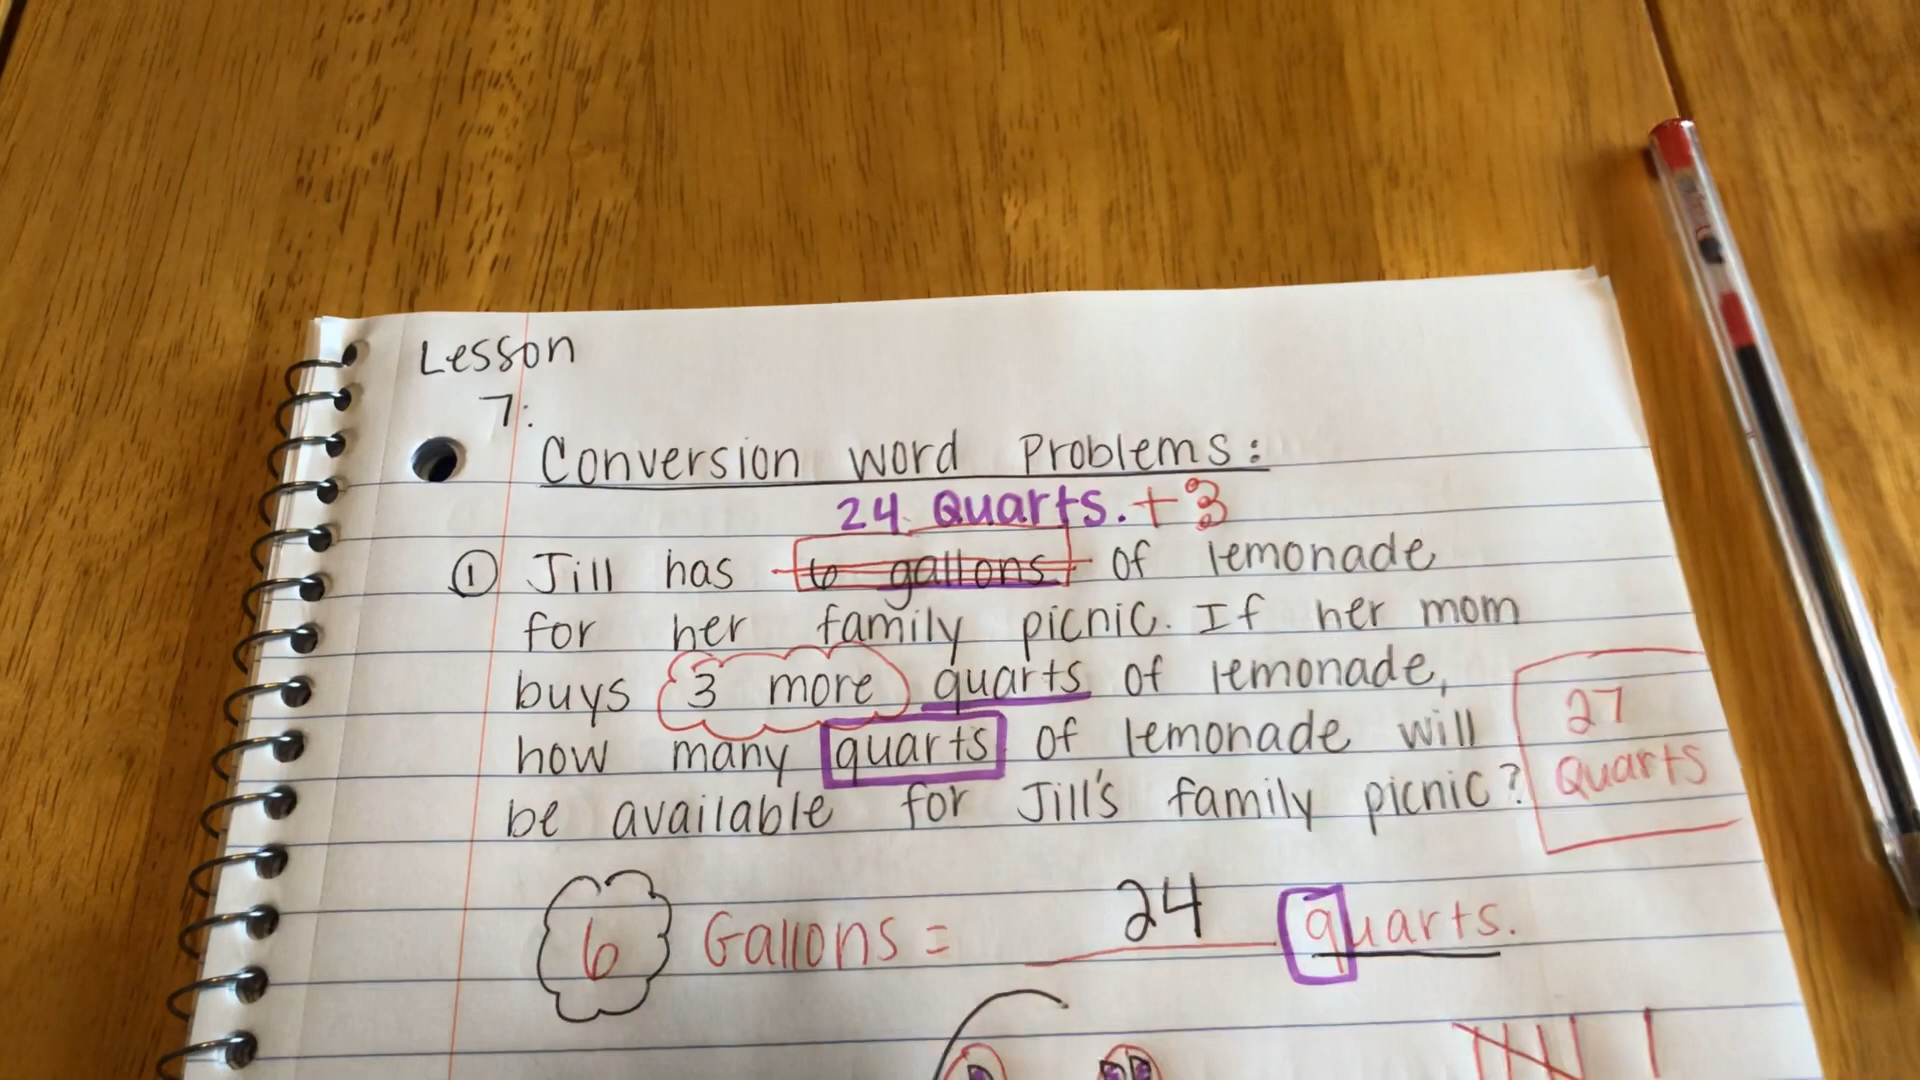 Lesson
7:
Conversion word Problems:
24 Quarts. + 3
① Jill has 6 gallons of lemonade
for her family picnic. If her mom
buys 3 more quarts of lemonade,
how many quarts of lemonade will
be available for Jill's family picnic?
27
Quarts
6 Gallons = 24 quarts.